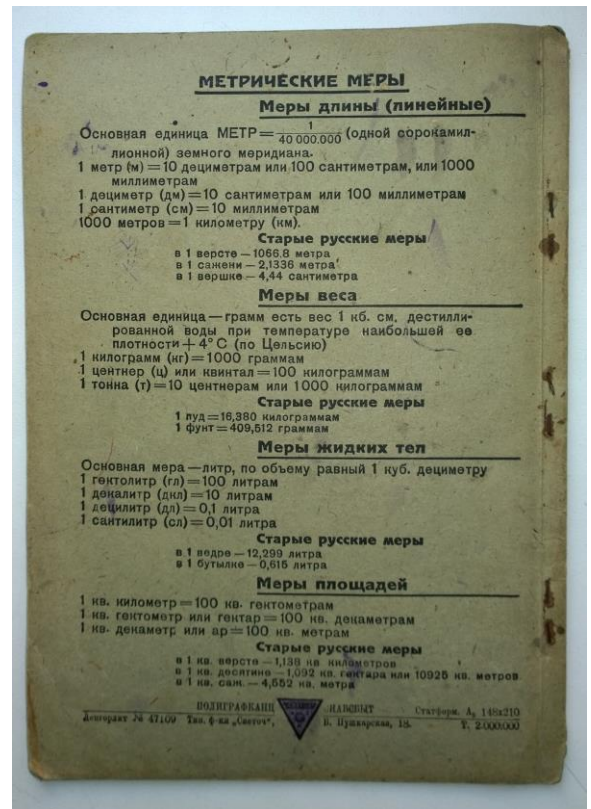 МЕТРИЧЕСКИЕ МЕРЫ
Меры длины (линейные)
Основная единица МЕТР = 1/40 000.000 (одной сорокамил-
лионной) земного меридиана.
1 метр (м) = 10 дециметрам или 100 сантиметрам, или 1000
миллиметрам
1 дециметр (дм) = 10 сантиметрам или 100 миллиметрам
1 сантиметр (см) = 10 миллиметрам
1000 метров = 1 километру (км).
Старые русские меры
в 1 версте — 1066.8 метра
в 1 сажени — 2,1336 метра
в 1 вершке — 4,44 сантиметра
Меры веса
Основная единица — грамм есть вес 1 кб. см. дестилли-
рованной воды при температуре наибольшей ее
плотности + 4° С (по Цельсию)
1 килограмм (кг) = 1000 граммам
1 центнер (ц) или квинтал = 100 килограммам
1 тонна (т) = 10 центнерам или 1000 килограммам
Старые русские меры
1 пуд = 16,380 килограммам
1 фунт = 409,512 граммам
Меры жидких тел
Основная мера — литр, по объему равный 1 куб. дециметру
1 гектолитр (гл) = 100 литрам
1 декалитр (дкл) = 10 литрам
1 децилитр (дл) = 0,1 литра
1 сантилитр (сл) = 0,01 литра
Старые русские меры
в 1 ведре — 12,299 литра
в 1 бутылке — 0,615 литра
Меры площадей
1 кв. километр = 100 кв. гектометрам
1 кв. гектометр или гектар = 100 кв. декаметрам
1 кв. декаметр или ар = 100 кв. метрам
Старые русские меры
в 1 кв. версте — 1,138 кв километров
в 1 кв. десятине — 1,092 кв. гектара или 10925 кв. метров
в 1 кв. саж. — 4,552 кв. метра
ПОЛИГРАФКАНЦ
Статформ. А₅ 148х210
Ленгорлит № 47109 Тип. ф-ка „Светоч“, Б. Пушкарская, 18. Т. 2.000.000